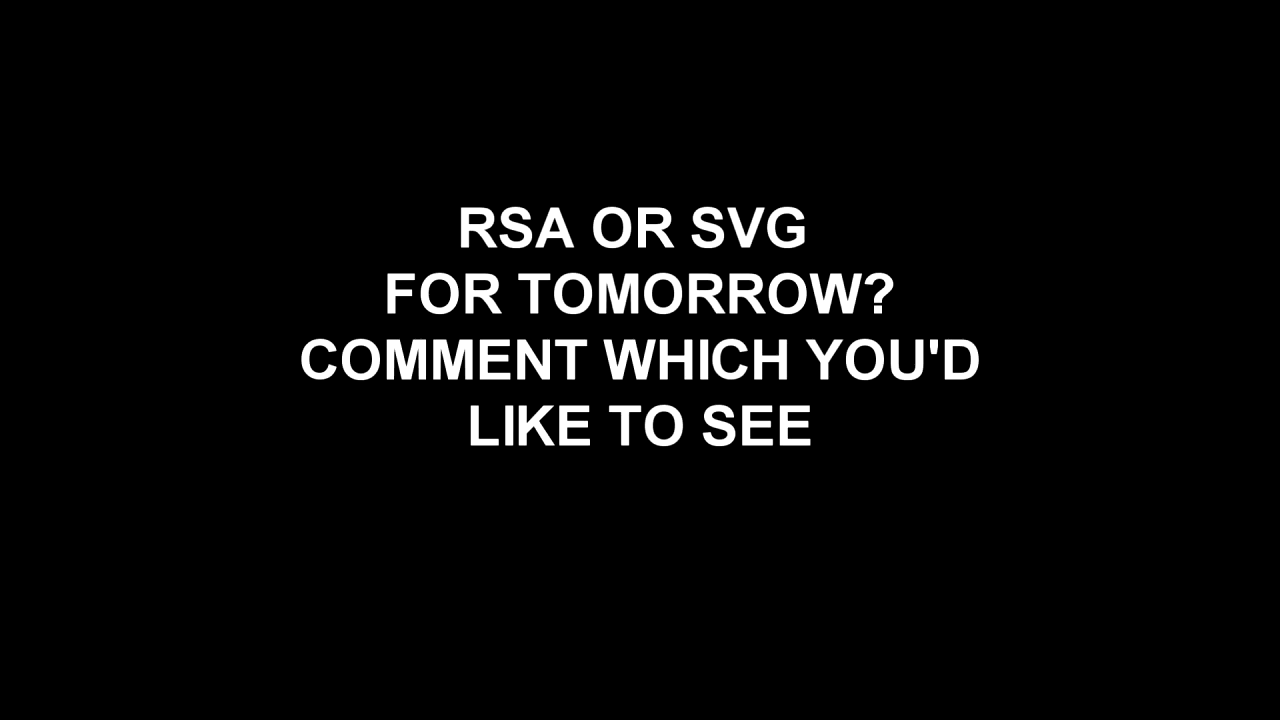 RSA OR SVG
FOR TOMORROW?
COMMENT WHICH YOU'D
LIKE TO SEE